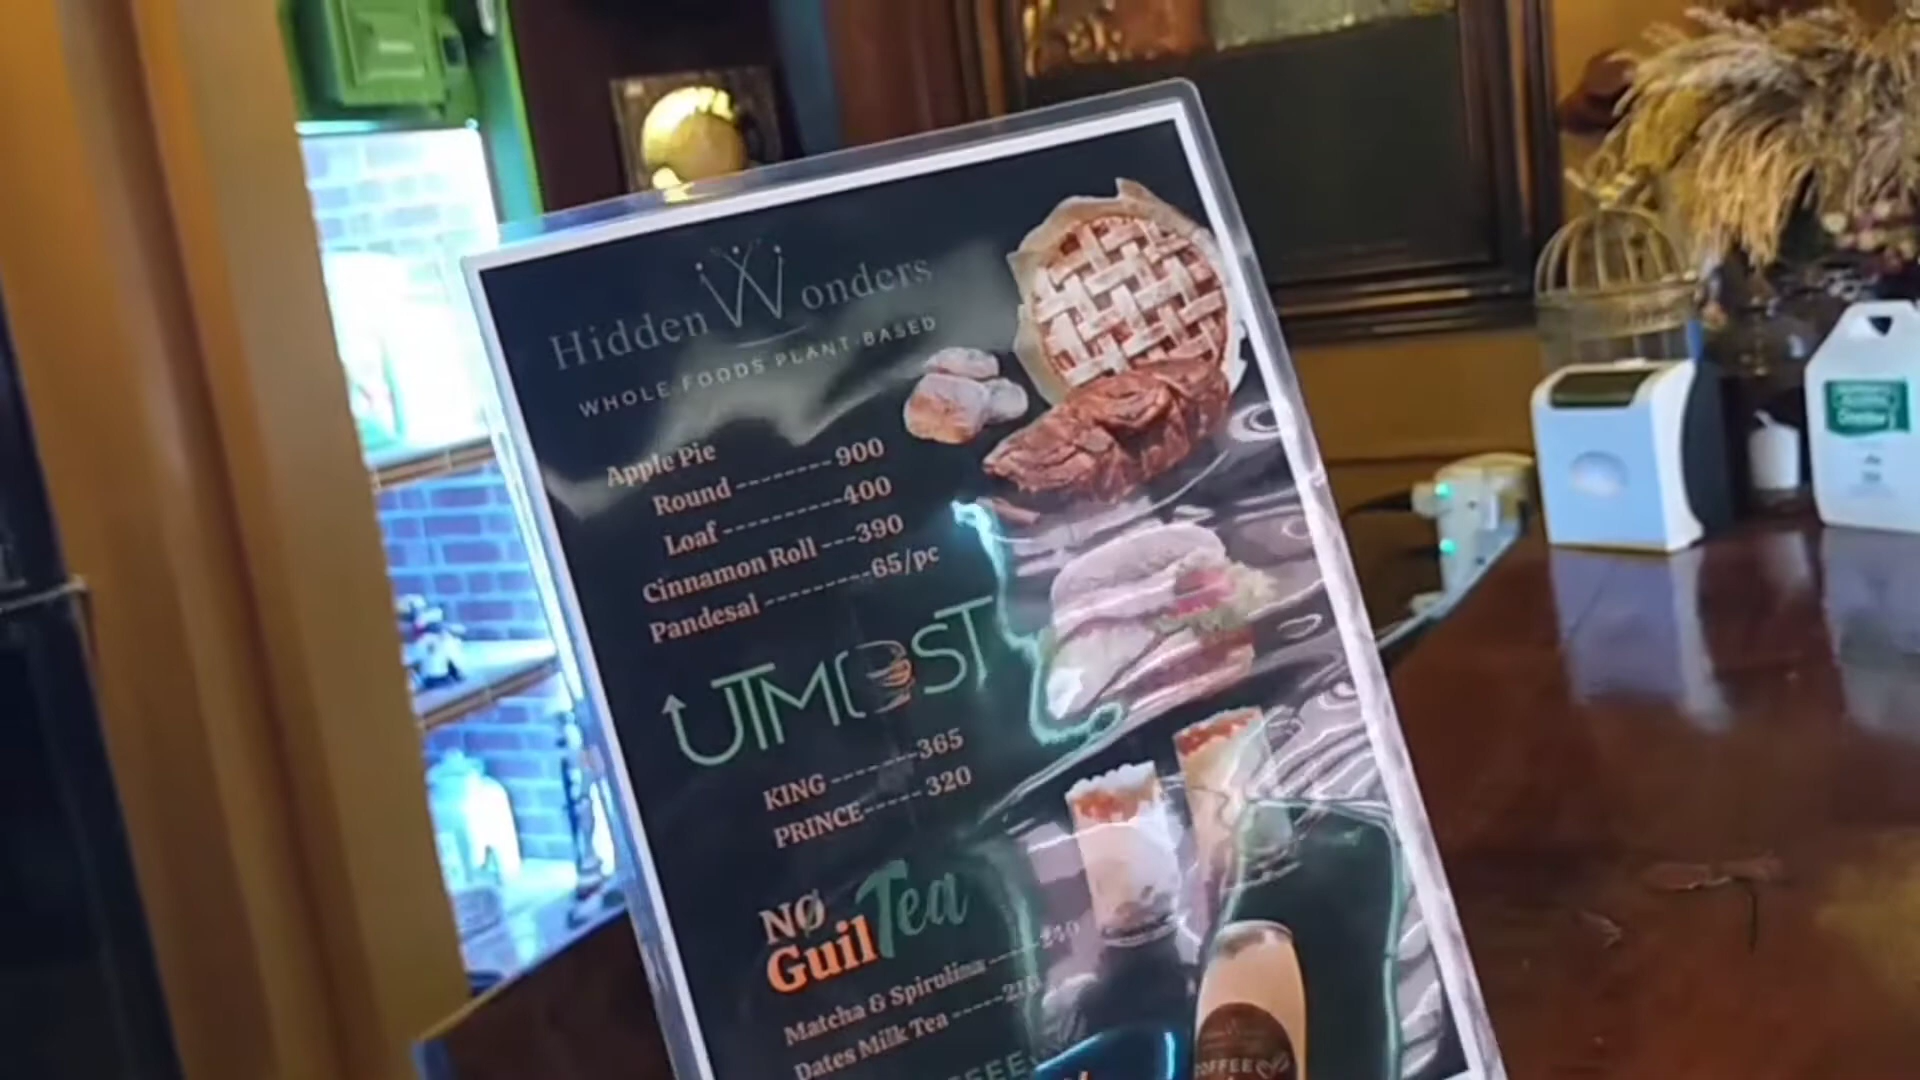 Hidden Wonders
WHOLE FOODS PLANT-BASED
Apple Pie
Round --------900
Loaf ----------400
Cinnamon Roll ---390
Pandesal ---------65/pc
UTMOST
KING -------365
PRINCE----- 320
NØ
GuilTea
Matcha & Spirulina
Dates Milk Tea
COFFEE